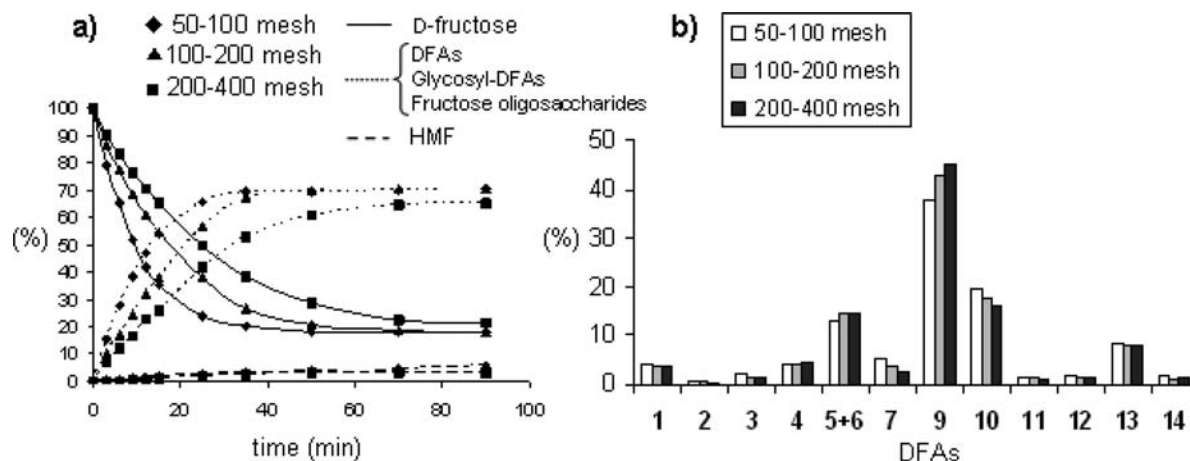 a)
50-100 mesh
100-200 mesh
200-400 mesh
D-fructose
DFAs
Glycosyl-DFAs
Fructose oligosaccharides
HMF
100
90
80
70
60
50
40
30
20
10
0
(%)
0 20 40 60 80 100
time (min)
b)
50-100 mesh
100-200 mesh
200-400 mesh
50
40
30
20
10
0
(%)
1 2 3 4 5+6 7 9 10 11 12 13 14
DFAs